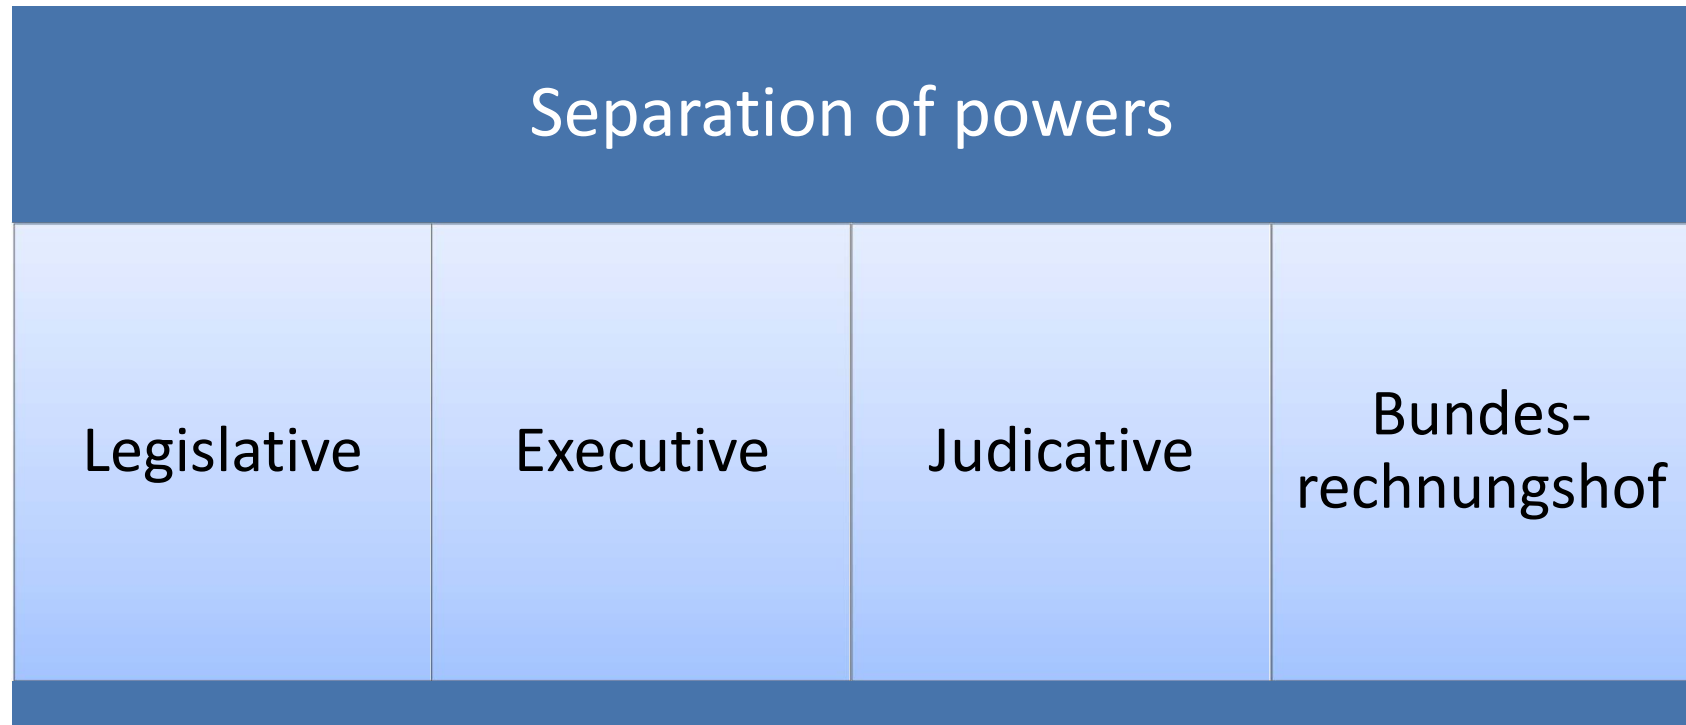 Separation of powers
Legislative
Executive
Judicative
Bundes-
rechnungshof